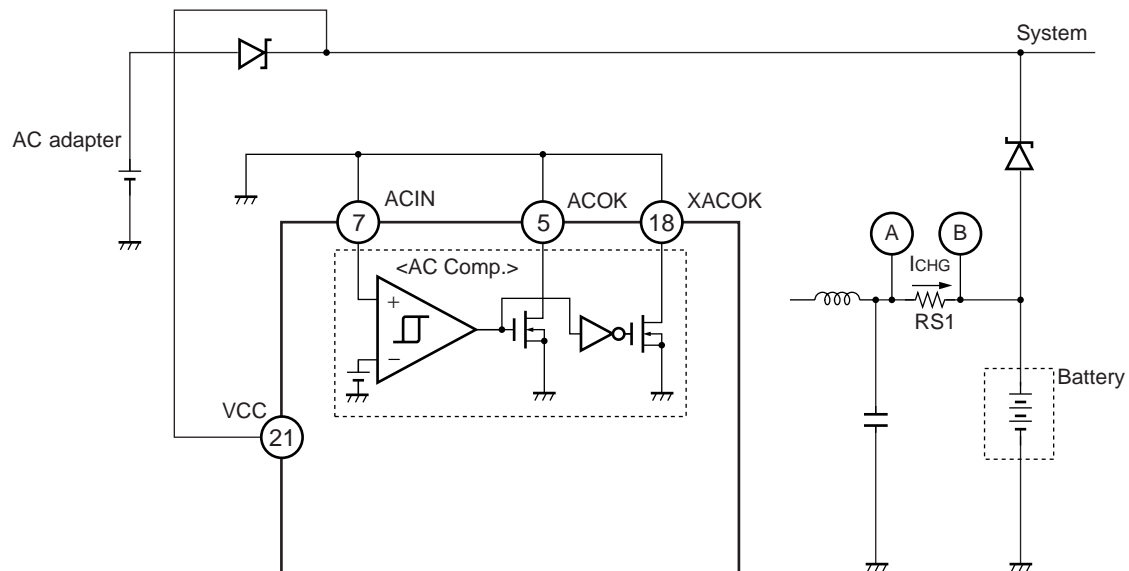 System
AC adapter
ACIN
ACOK
XACOK
7
5
18
A
B
<AC Comp.>
ICHG
+
RS1
−
Battery
VCC
21